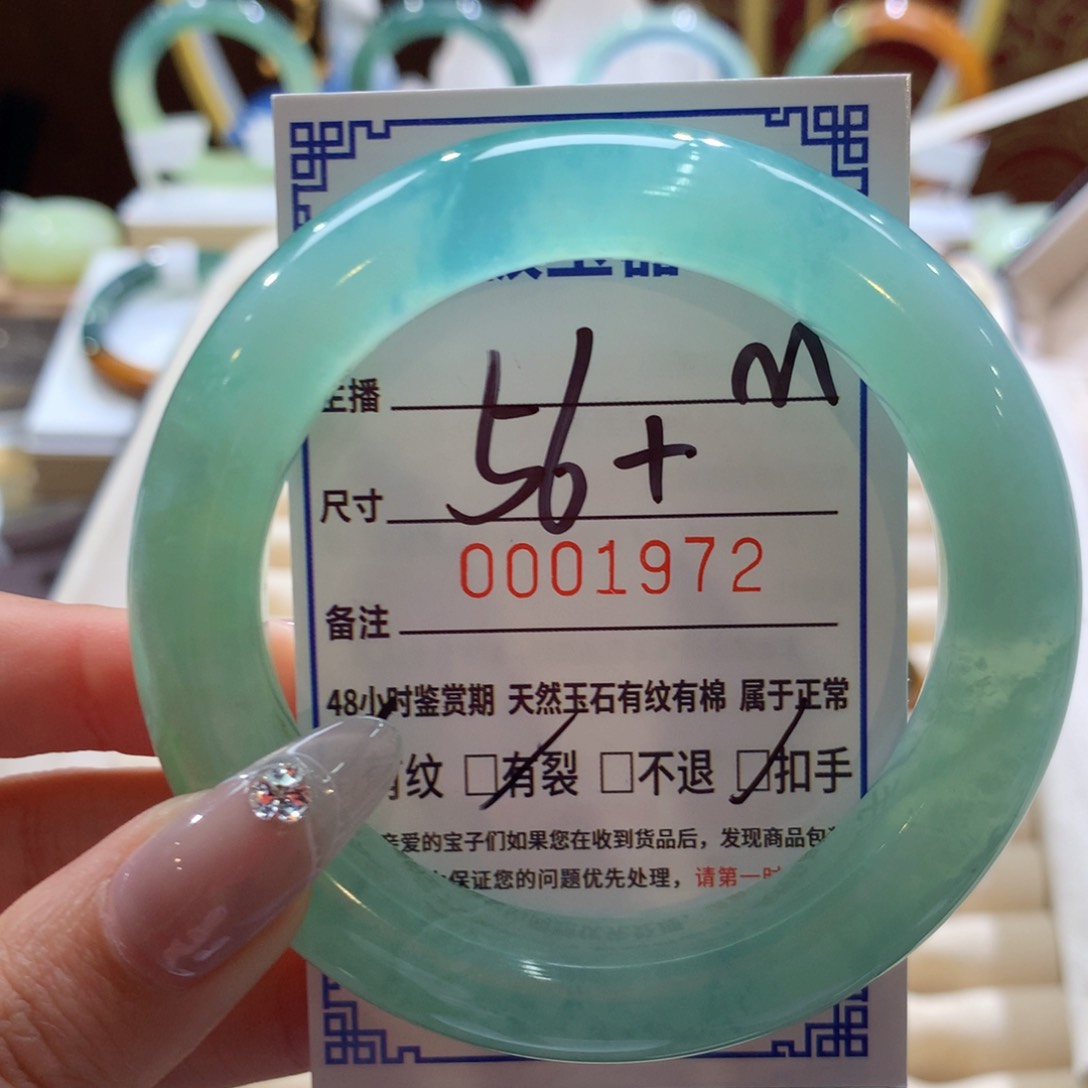 主播 M
尺寸 56+
0001972
备注
48小时鉴赏期 天然玉石有纹有棉 属于正常
有纹 □有裂 □不退 □扣手
亲爱的宝子们如果您在收到货品后，发现商品包
保证您的问题优先处理，请第一时